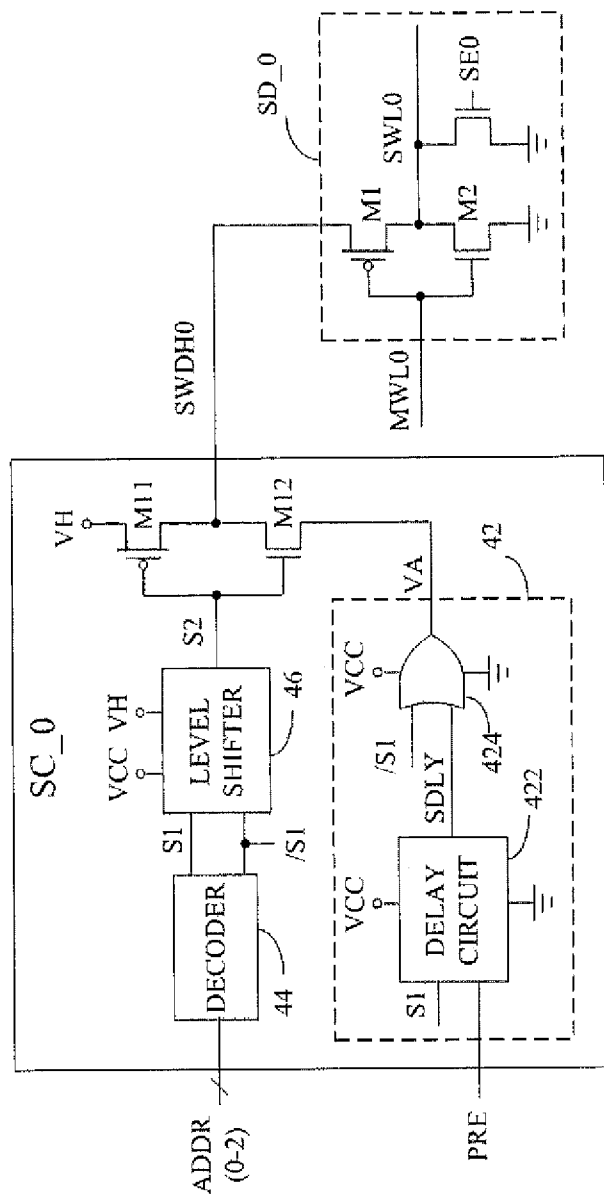 SC_0
ADDR
(0-2)
DECODER
44
S1
/S1
VCC
VH
LEVEL
SHIFTER
46
S2
VH
M11
M12
SWDH0
SD_0
M1
M2
MWL0
SWL0
SE0
PRE
S1
VCC
DELAY
CIRCUIT
422
SDLY
/S1
VCC
424
VA
42